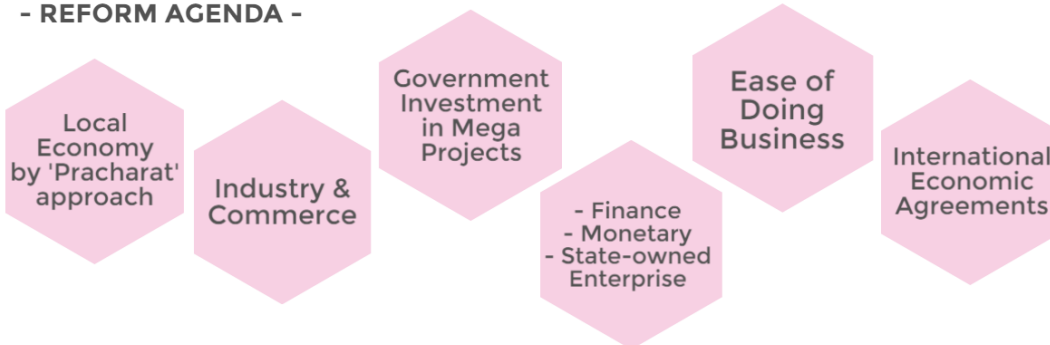 - REFORM AGENDA -
Local
Economy
by 'Pracharat'
approach
Industry &
Commerce
Government
Investment
in Mega
Projects
- Finance
- Monetary
- State-owned
Enterprise
Ease of
Doing
Business
International
Economic
Agreements